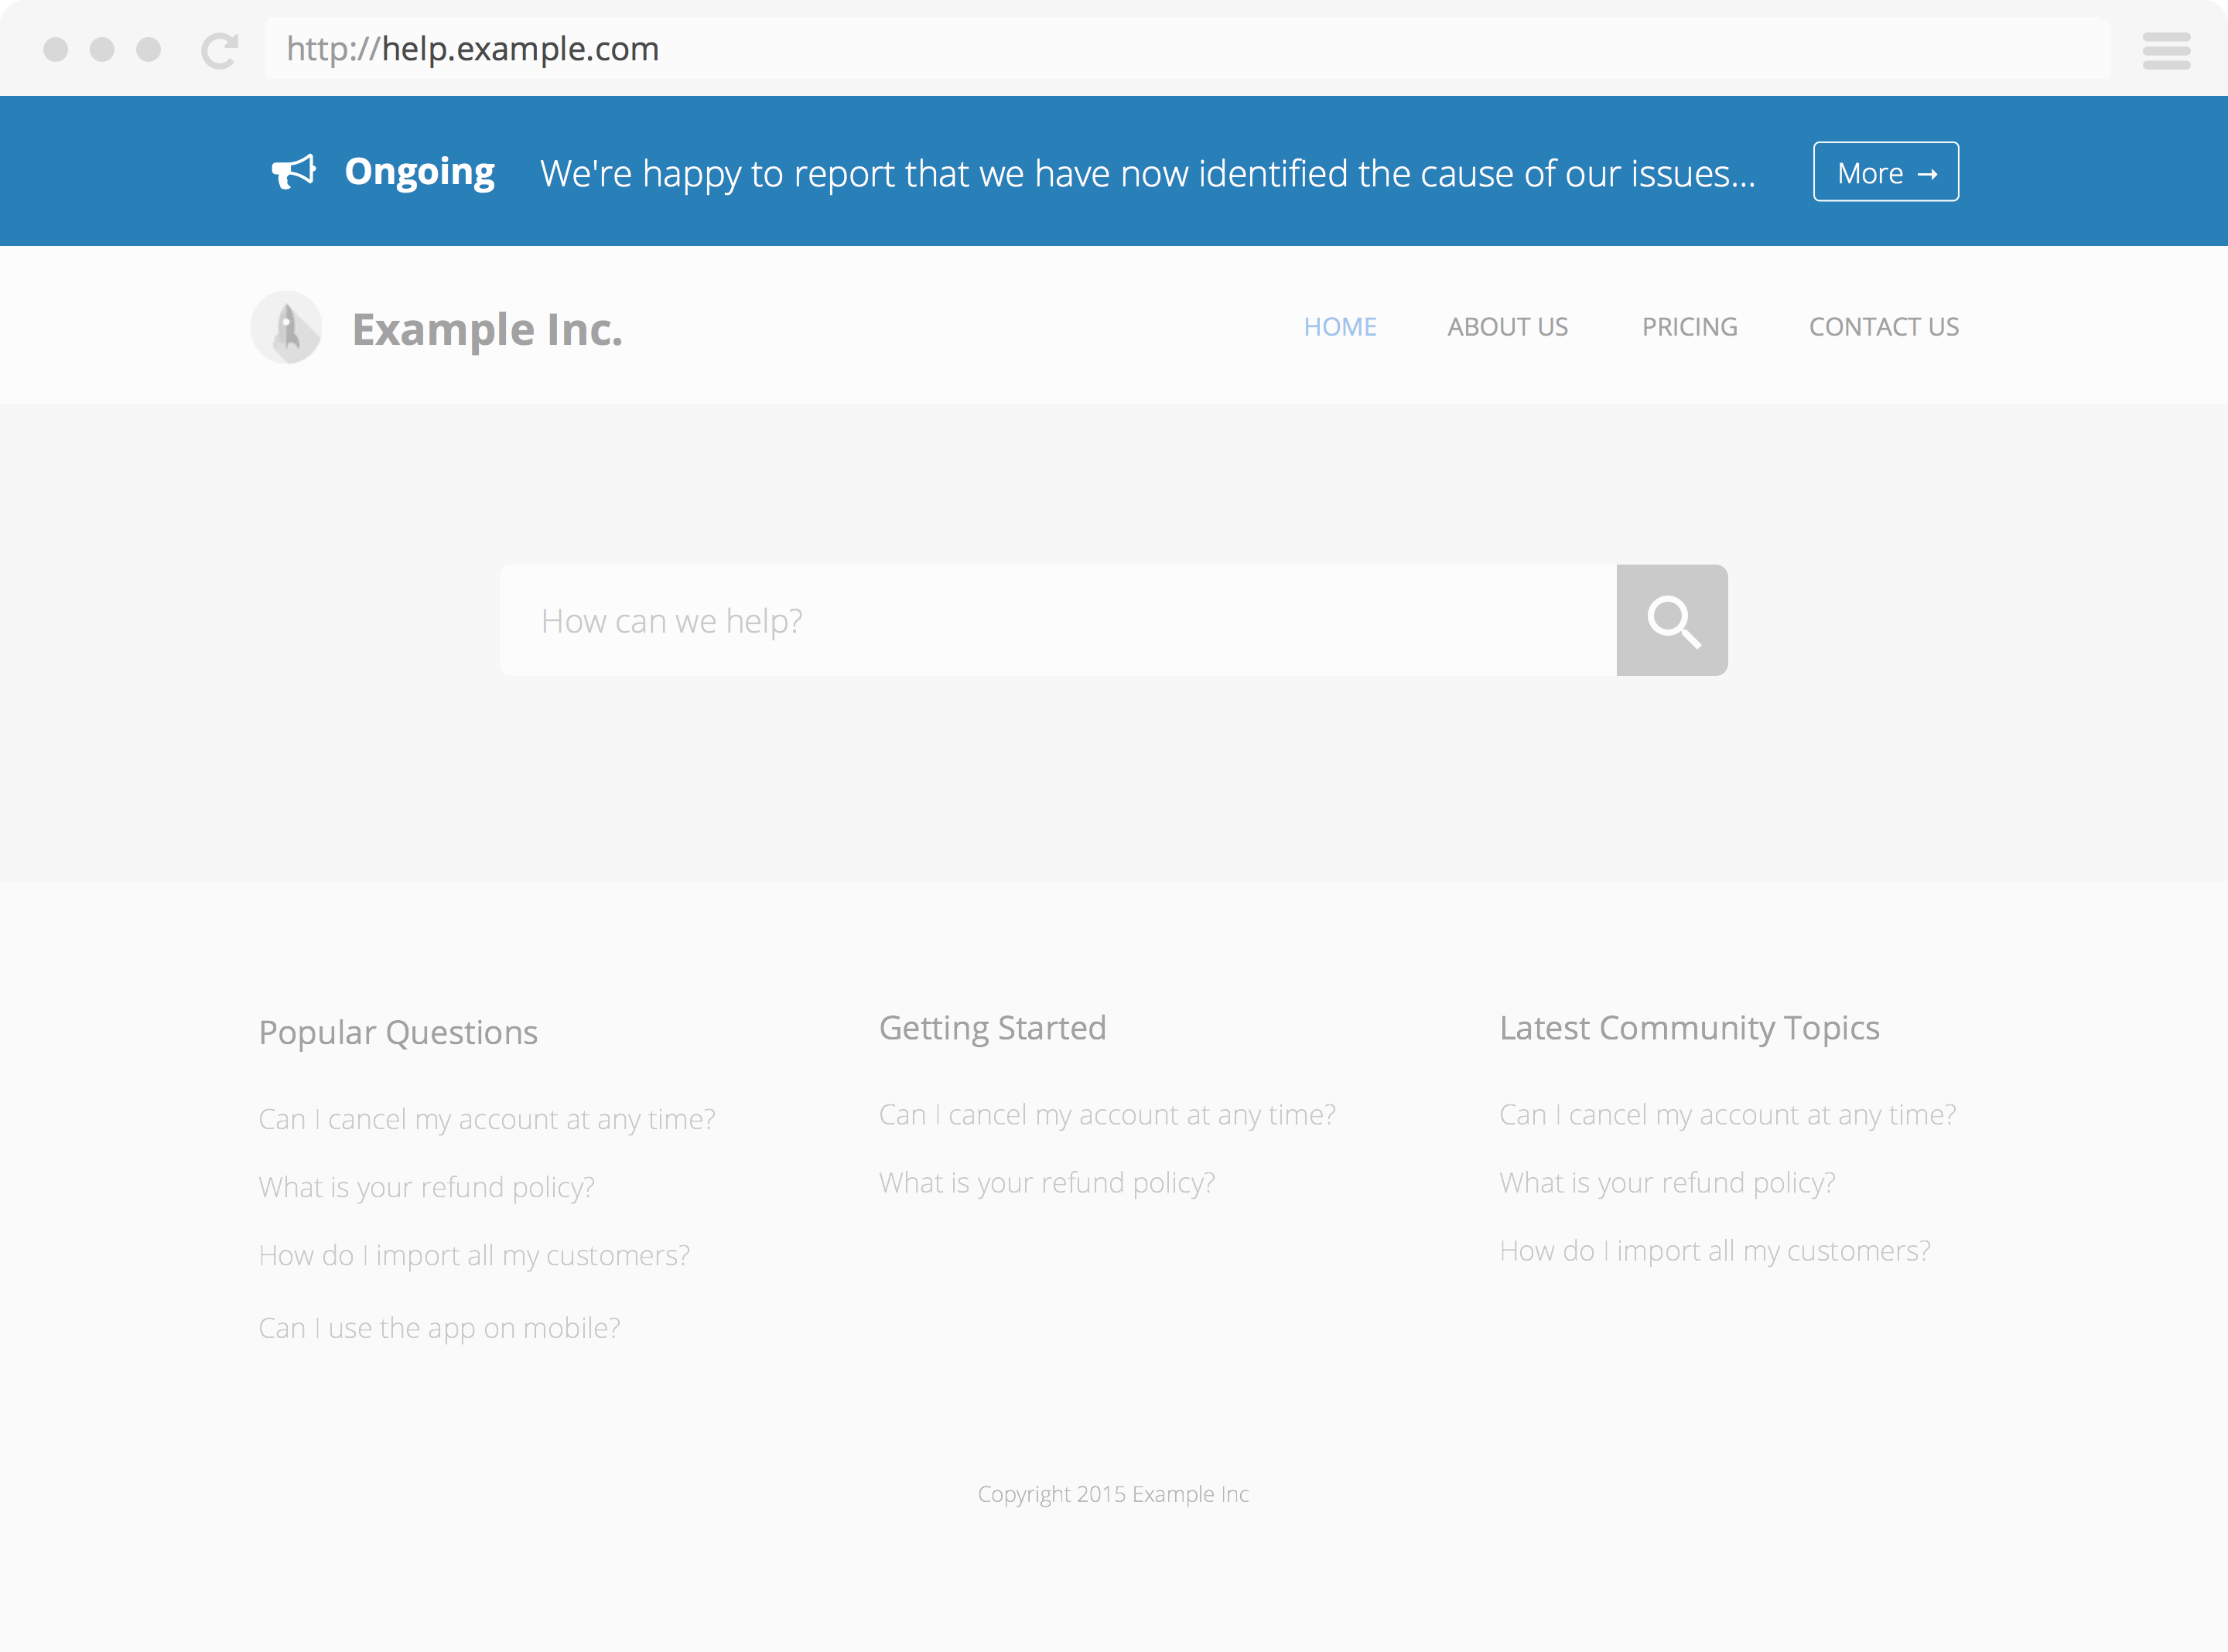 http://help.example.com
Ongoing We're happy to report that we have now identified the cause of our issues... More →
Example Inc. HOME ABOUT US PRICING CONTACT US
How can we help?
Popular Questions
Can I cancel my account at any time?
What is your refund policy?
How do I import all my customers?
Can I use the app on mobile?
Getting Started
Can I cancel my account at any time?
What is your refund policy?
Latest Community Topics
Can I cancel my account at any time?
What is your refund policy?
How do I import all my customers?
Copyright 2015 Example Inc